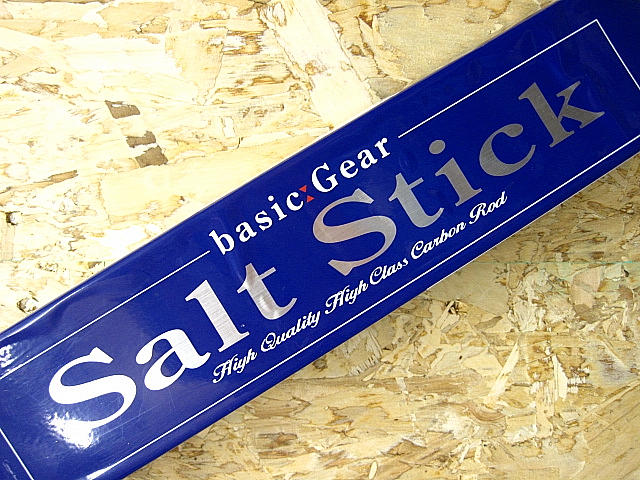 basic Gear
Salt Stick
High Quality High Class Carbon Rod